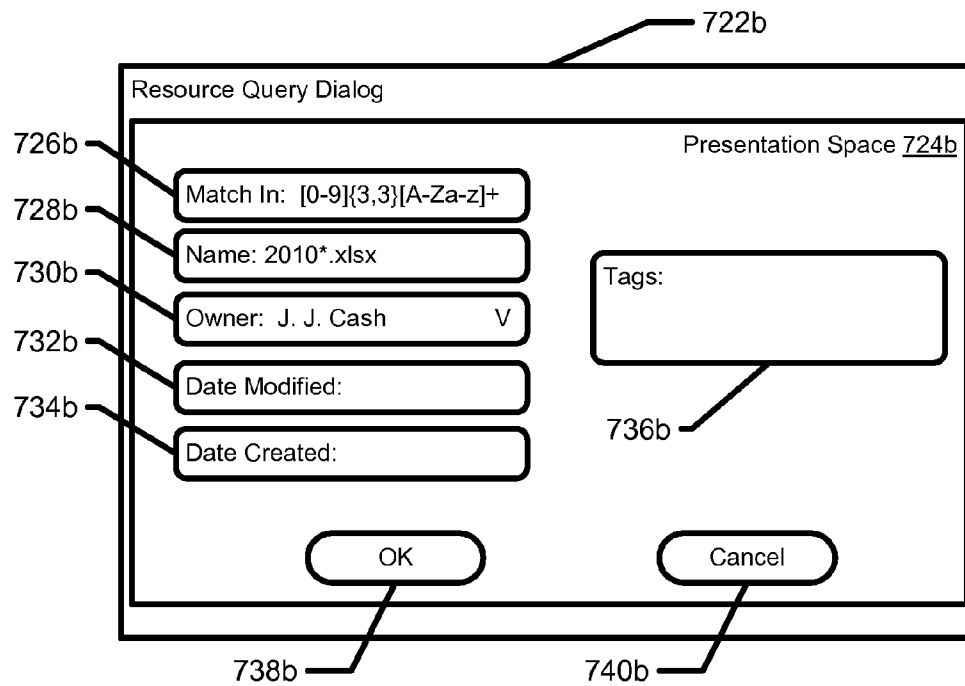 722b
Resource Query Dialog
Presentation Space 724b
726b
Match In: [0-9]{3,3}[A-Za-z]+
728b
Name: 2010*.xlsx
730b
Owner: J. J. Cash V
732b
Date Modified:
734b
Date Created:
Tags:
736b
OK
Cancel
738b
740b